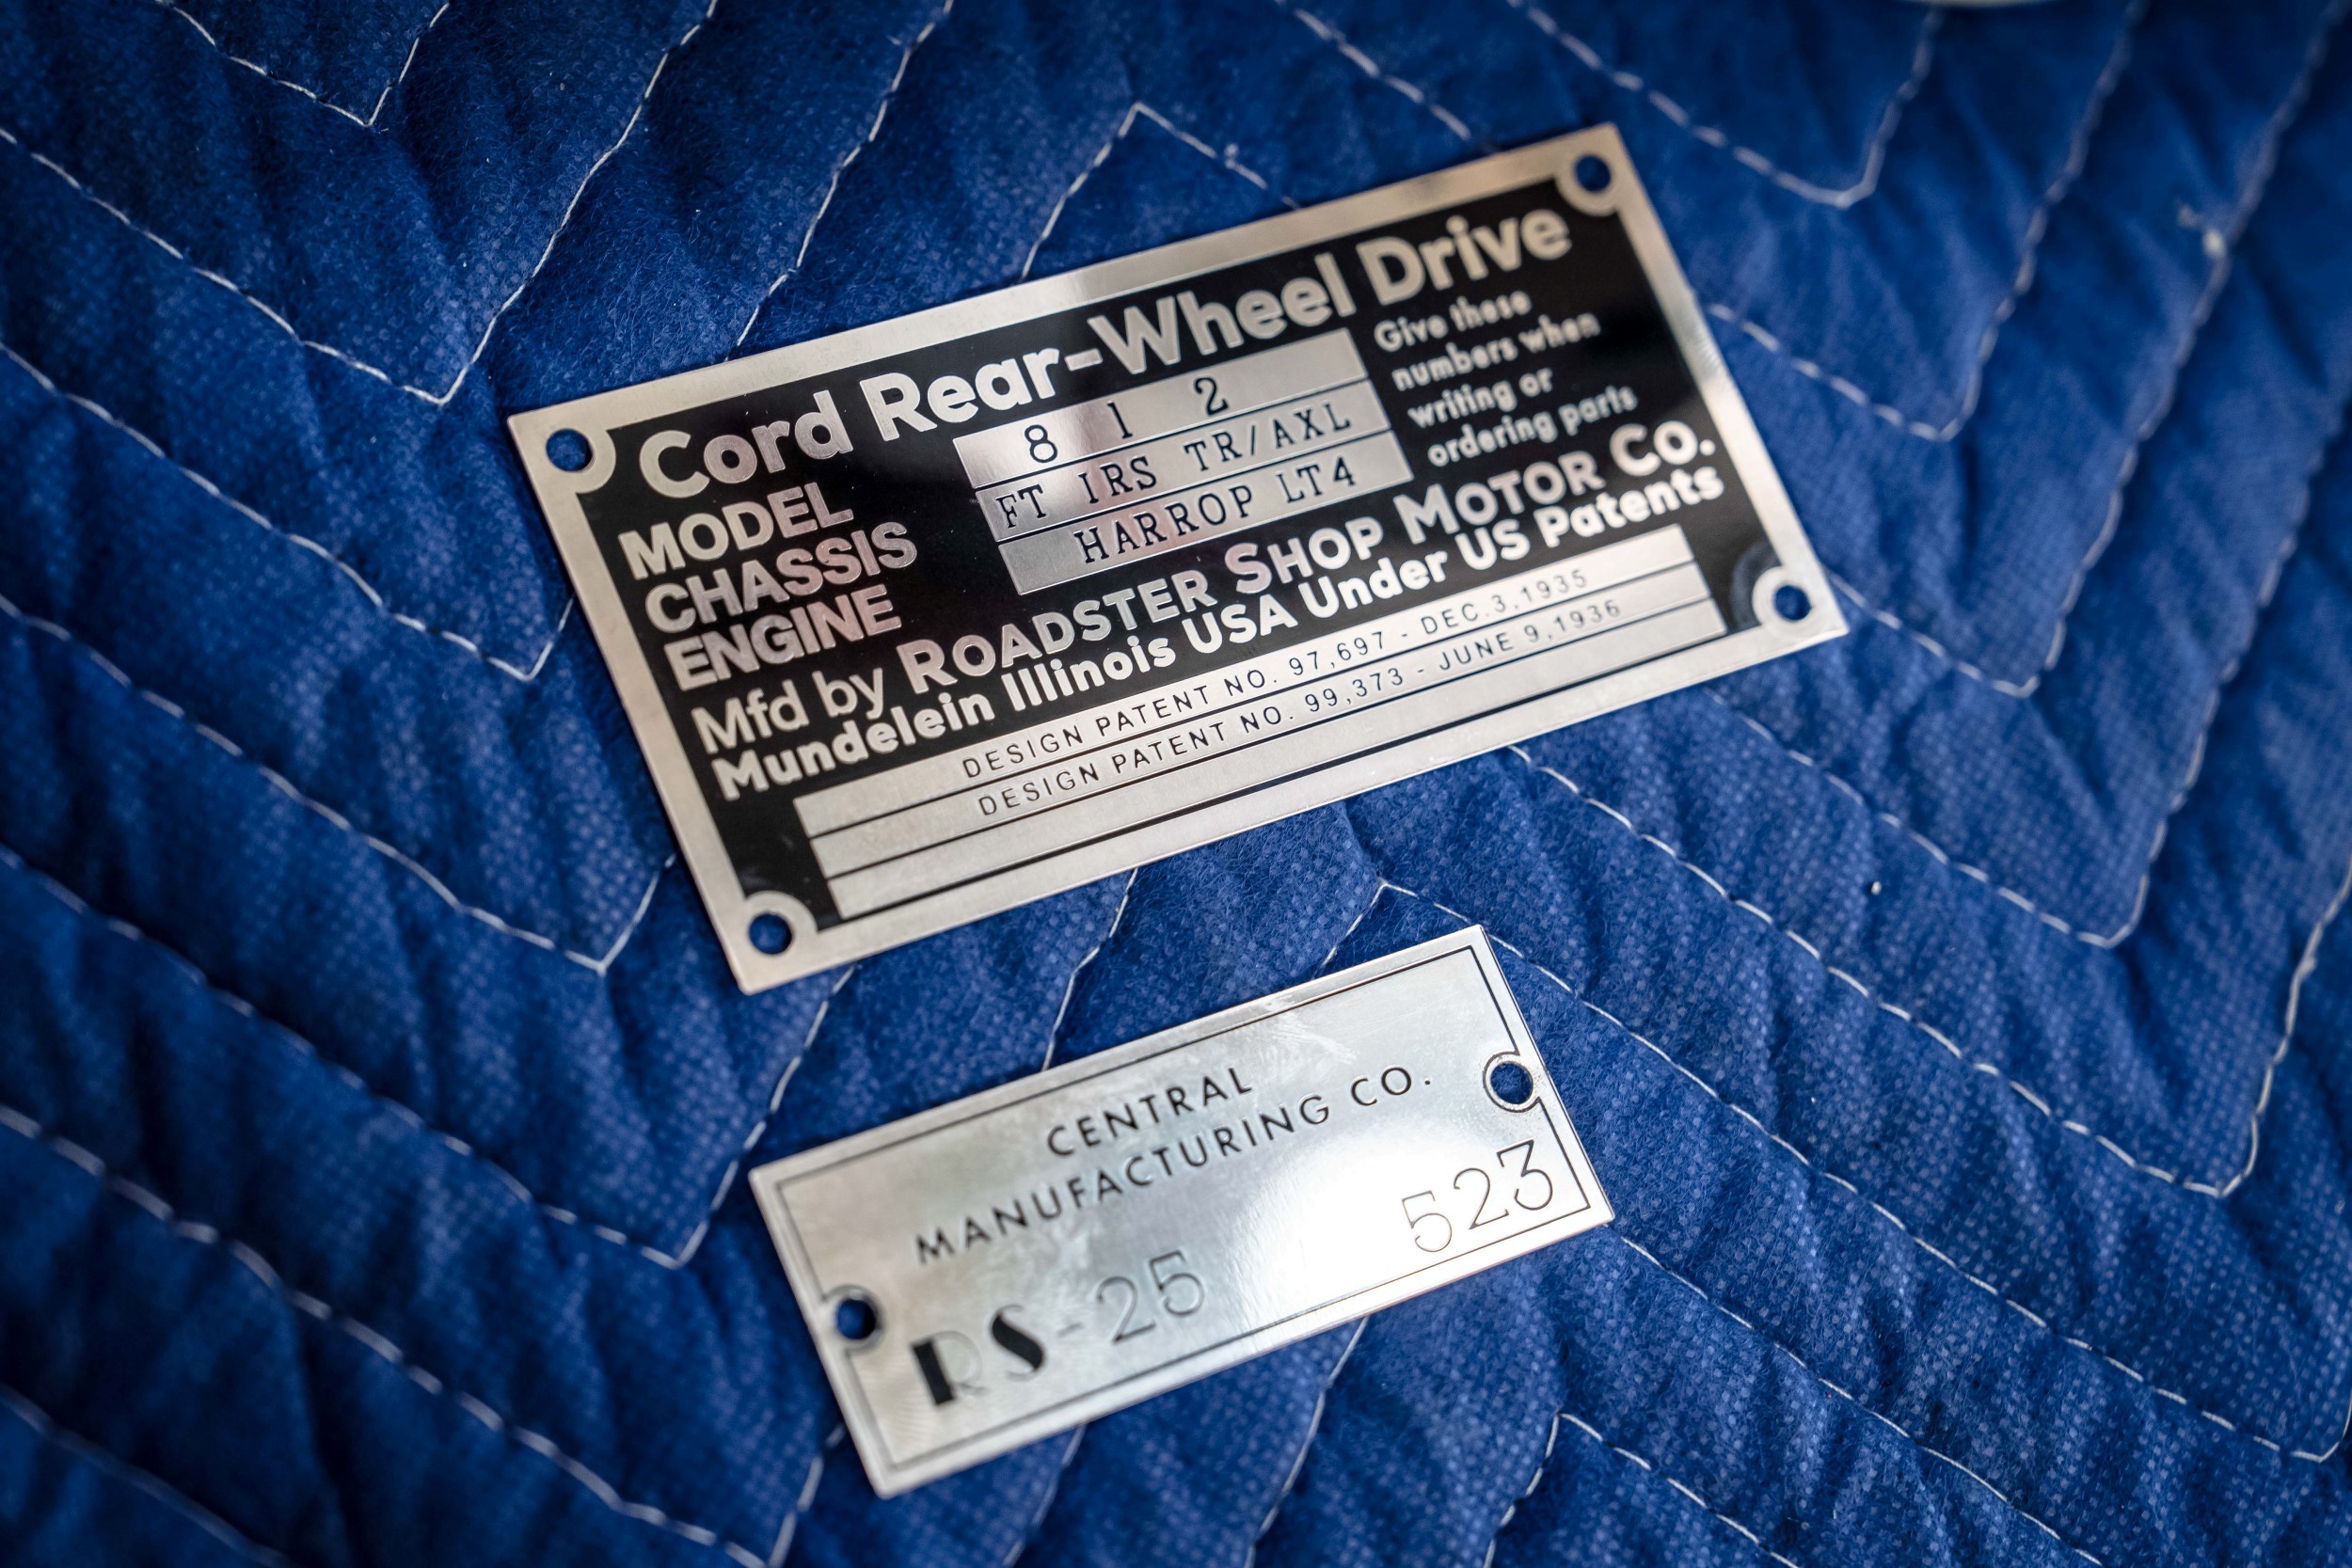 Cord Rear-Wheel Drive
MODEL 8 1 2
CHASSIS FT IRS TR/AXL
ENGINE HARROP LT4
Give these
numbers when
writing or
ordering parts
Mfd by ROADSTER SHOP MOTOR CO.
Mundelein Illinois USA Under US Patents
DESIGN PATENT NO. 97,697 - DEC.3,1935
DESIGN PATENT NO. 99,373 - JUNE 9,1936
CENTRAL
MANUFACTURING CO.
RS-25 523